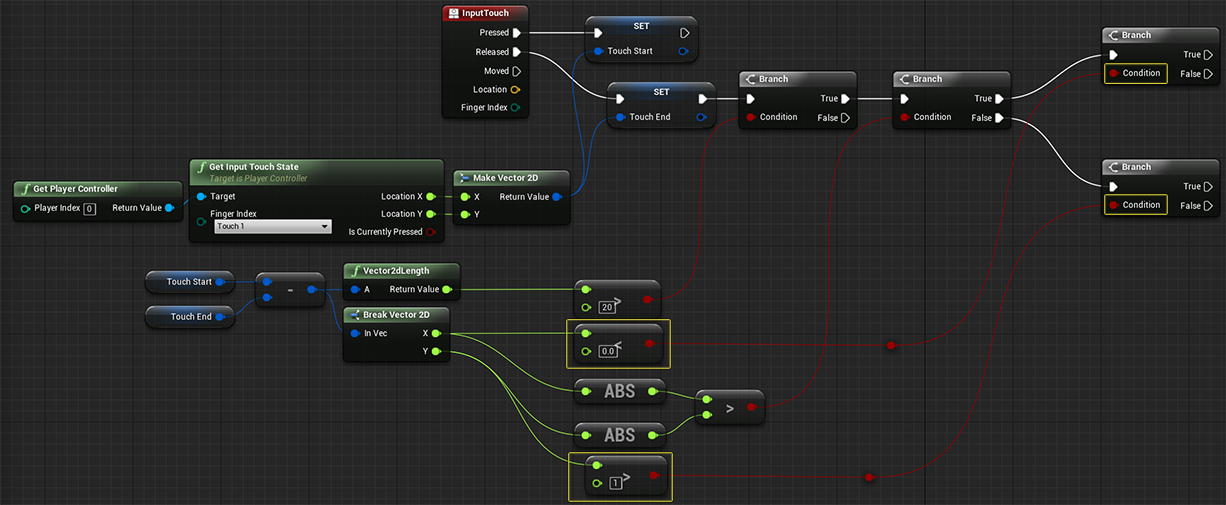 InputTouch
Pressed
Released
Moved
Location
Finger Index
SET
Touch Start
SET
Touch End
Branch
True
Condition
False
Branch
True
Condition
False
Branch
True
Condition
False
Branch
True
Condition
False
Get Player Controller
Player Index 0 Return Value
Get Input Touch State
Target is Player Controller
Target Location X
Location Y
Finger Index
Touch 1
Is Currently Pressed
Make Vector 2D
X Return Value
Y
Touch Start
Touch End
-
Vector2dLength
A Return Value
Break Vector 2D
In Vec X
Y
20 >
0.0 <
ABS
ABS
>
1 >